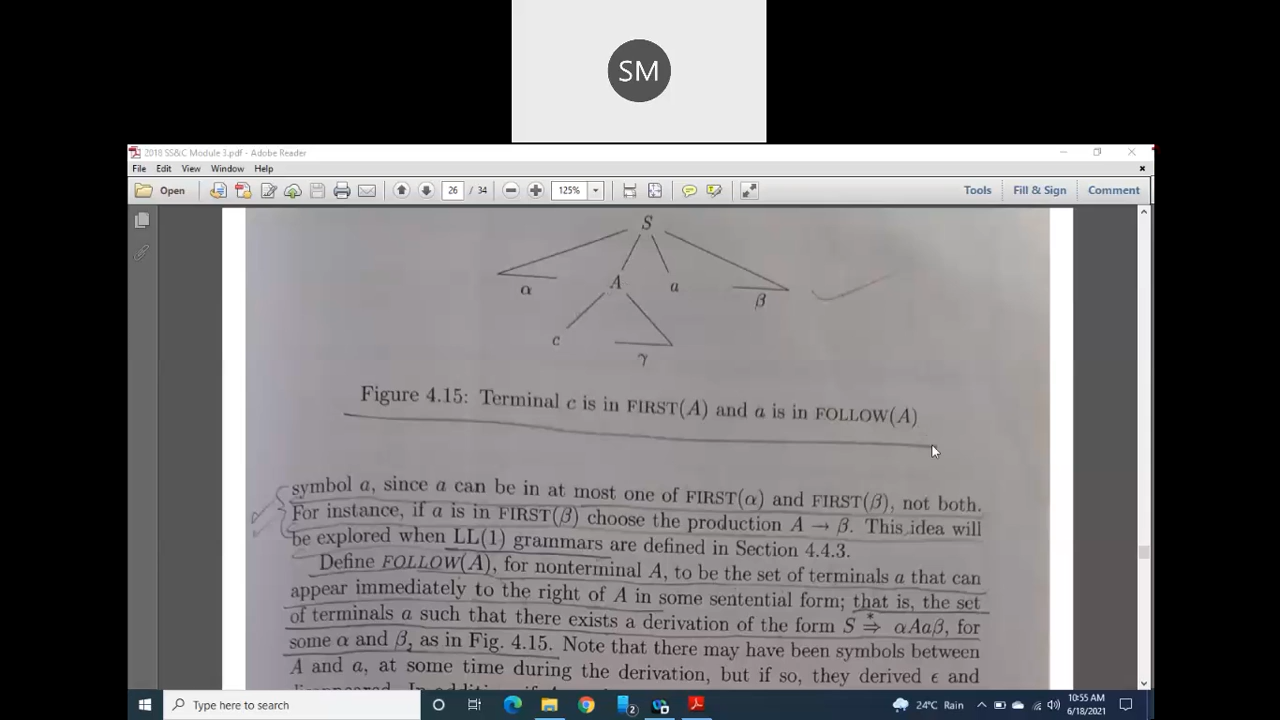 SM
2018 SS&C Module 3.pdf - Adobe Reader
File Edit View Window Help
Open 26 / 34 125% Tools Fill & Sign Comment
S
α A a β
c γ
Figure 4.15: Terminal c is in FIRST(A) and a is in FOLLOW(A)
symbol a, since a can be in at most one of FIRST(α) and FIRST(β), not both.
For instance, if a is in FIRST(β) choose the production A → β. This idea will
be explored when LL(1) grammars are defined in Section 4.4.3.
Define FOLLOW(A), for nonterminal A, to be the set of terminals a that can
appear immediately to the right of A in some sentential form; that is, the set
of terminals a such that there exists a derivation of the form S ⇒* αAaβ, for
some α and β, as in Fig. 4.15. Note that there may have been symbols between
A and a, at some time during the derivation, but if so, they derived ϵ and
Type here to search 2 24°C Rain 10:55 AM
6/18/2021